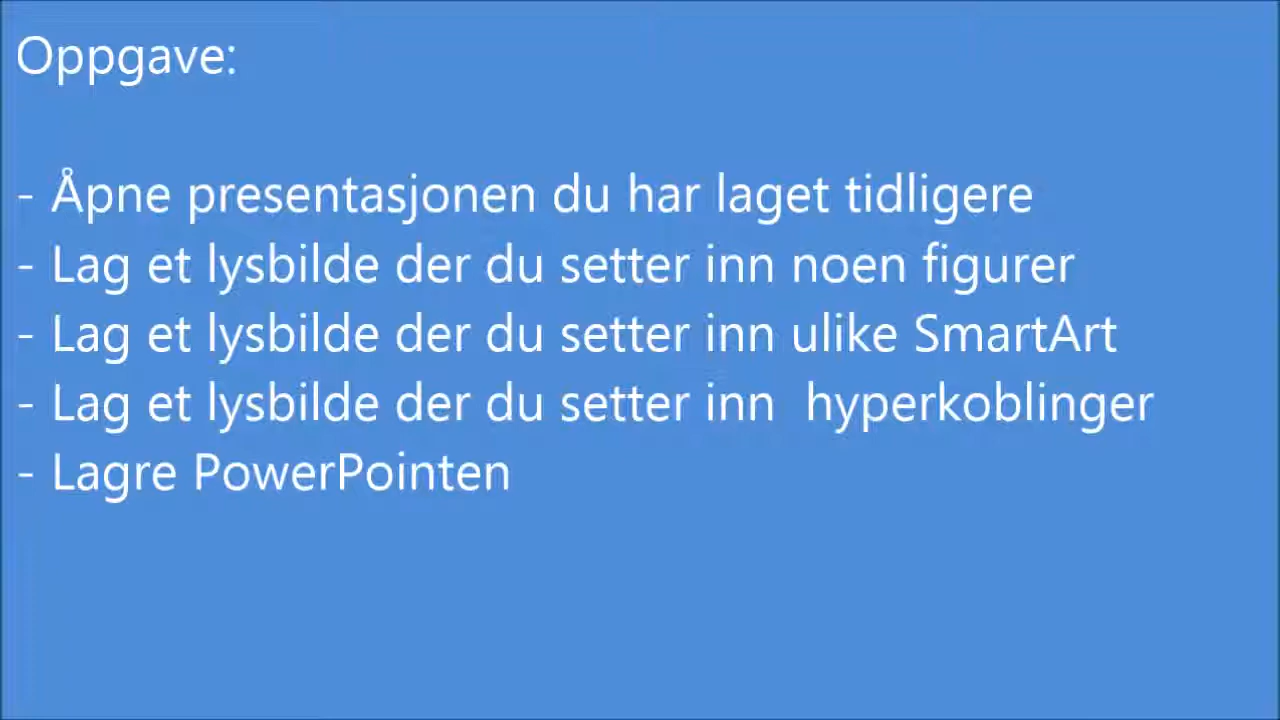 Oppgave:
- Åpne presentasjonen du har laget tidligere
- Lag et lysbilde der du setter inn noen figurer
- Lag et lysbilde der du setter inn ulike SmartArt
- Lag et lysbilde der du setter inn  hyperkoblinger
- Lagre PowerPointen